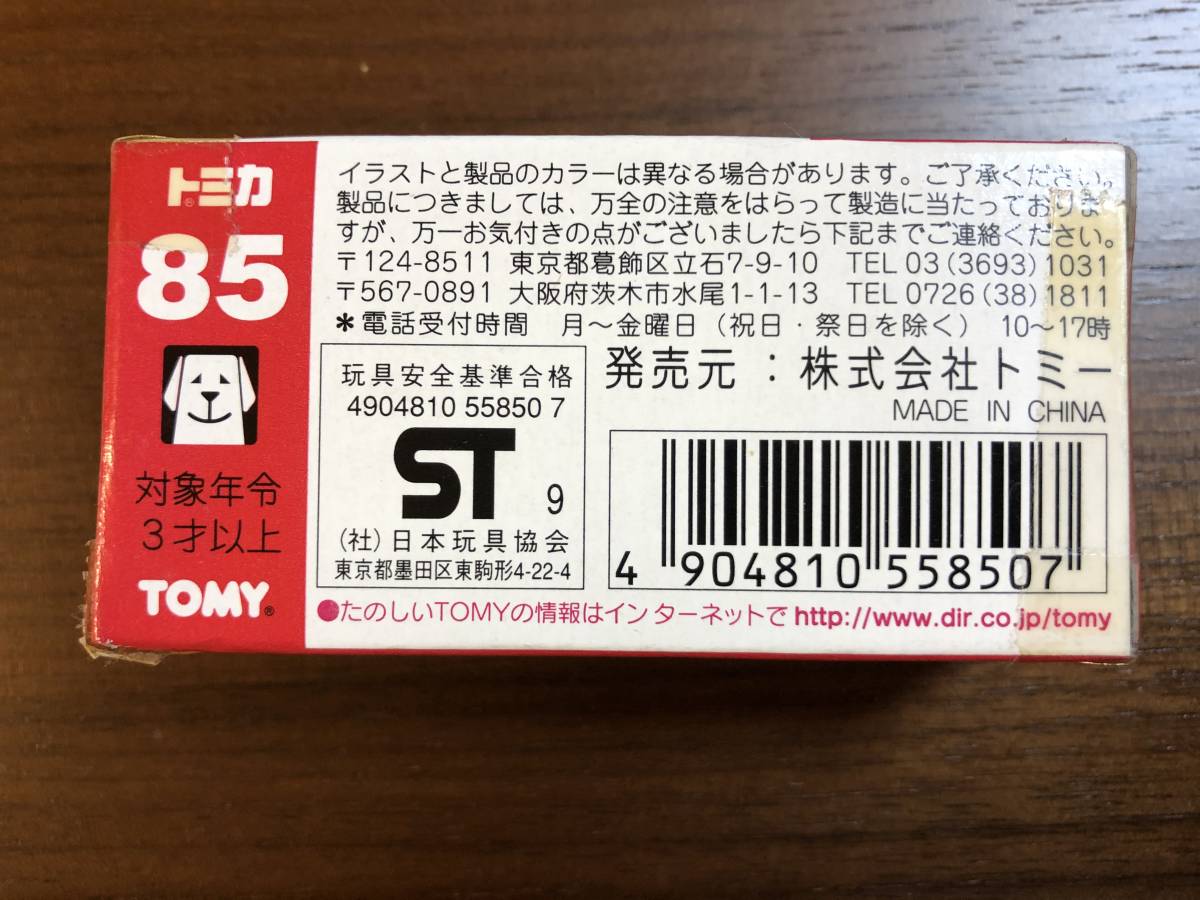 トミカ
85
対象年令
3才以上
TOMY®
イラストと製品のカラーは異なる場合があります。ご了承ください。
製品につきましては、万全の注意をはらって製造に当たっておりま
すが、万一お気付きの点がございましたら下記までご連絡ください。
〒124-8511 東京都葛飾区立石7-9-10 TEL 03(3693)1031
〒567-0891 大阪府茨木市水尾1-1-13 TEL 0726(38)1811
*電話受付時間 月~金曜日(祝日・祭日を除く) 10~17時
玩具安全基準合格
4904810 55850 7
ST 9
(社)日本玩具協会
東京都墨田区東駒形4-22-4
発売元:株式会社トミー
MADE IN CHINA
4 904810 558507
●たのしいTOMYの情報はインターネットで http://www.dir.co.jp/tomy